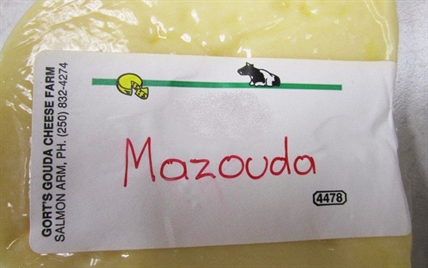 GORT'S GOUDA CHEESE FARM
SALMON ARM, PH. (250) 832-4274
Mazouda
4478